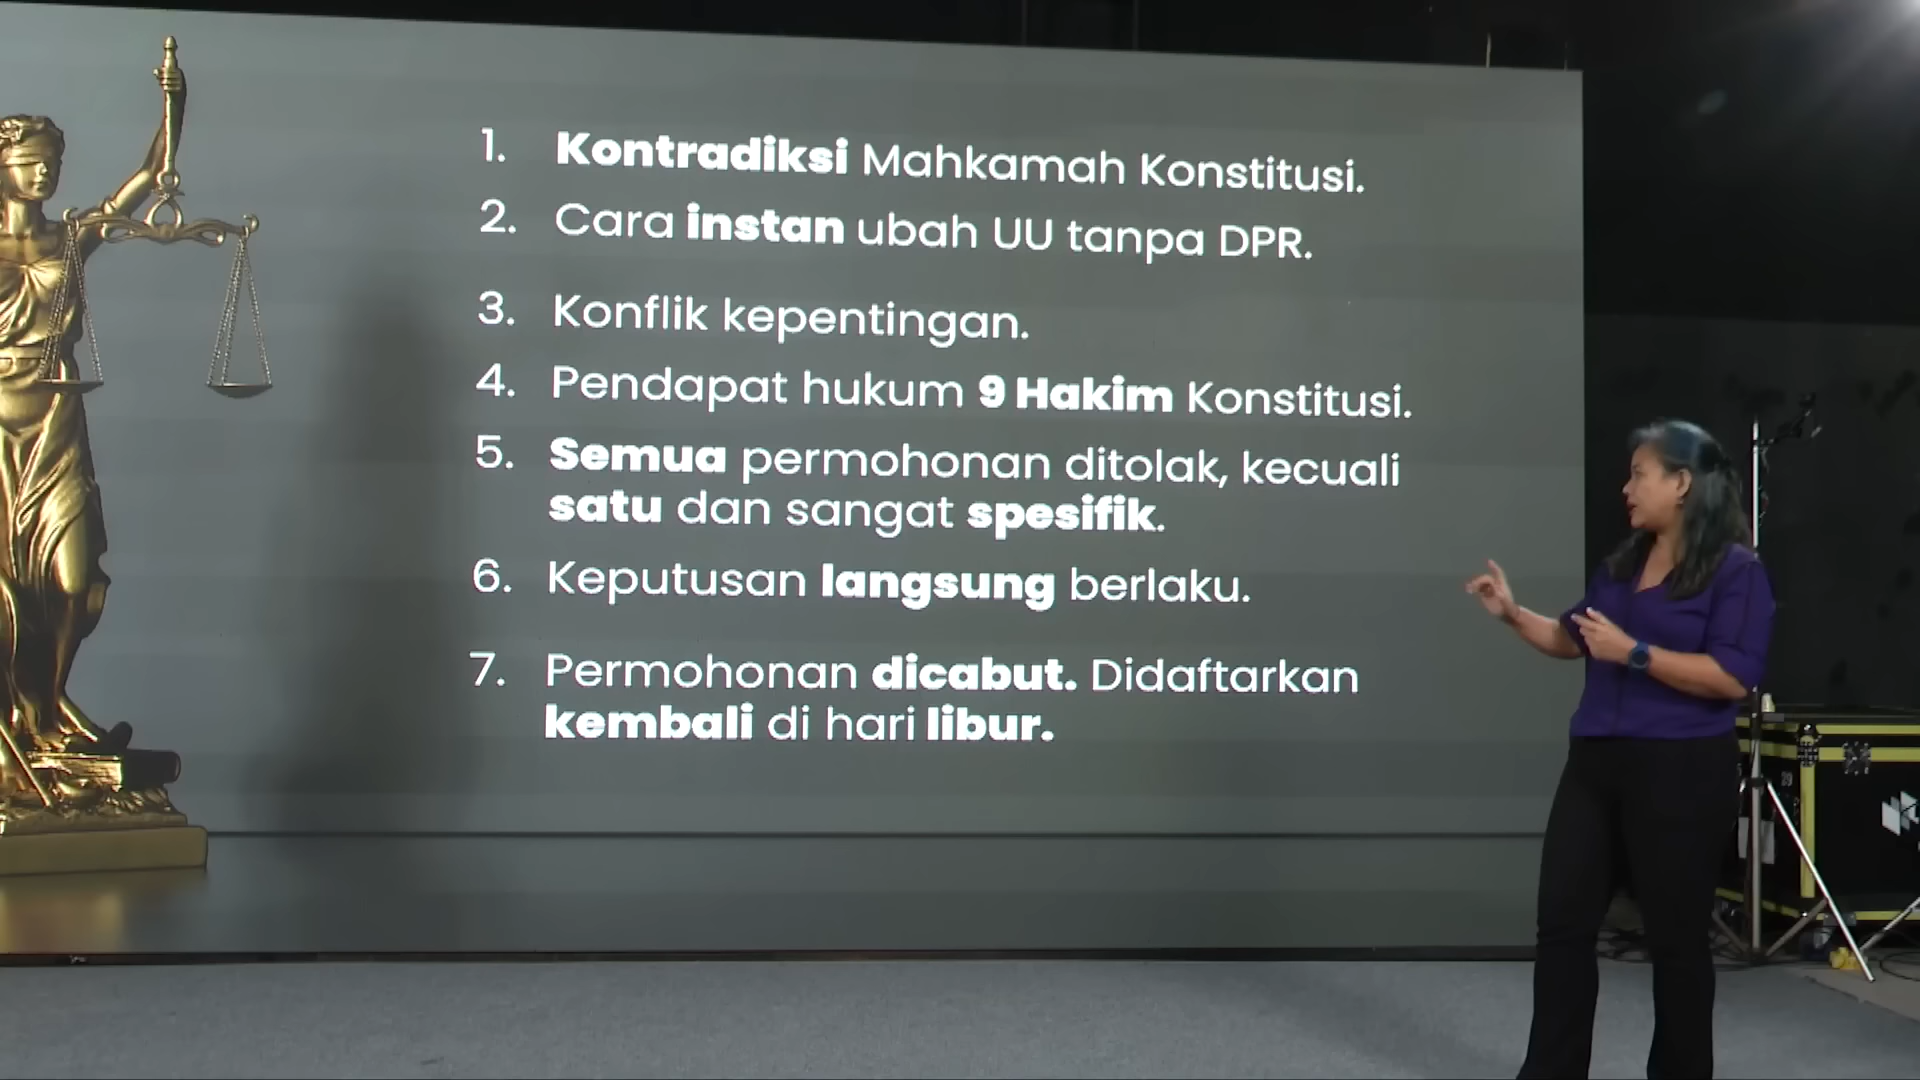 1. Kontradiksi Mahkamah Konstitusi.
2. Cara instan ubah UU tanpa DPR.
3. Konflik kepentingan.
4. Pendapat hukum 9 Hakim Konstitusi.
5. Semua permohonan ditolak, kecuali
satu dan sangat spesifik.
6. Keputusan langsung berlaku.
7. Permohonan dicabut. Didaftarkan
kembali di hari libur.
29